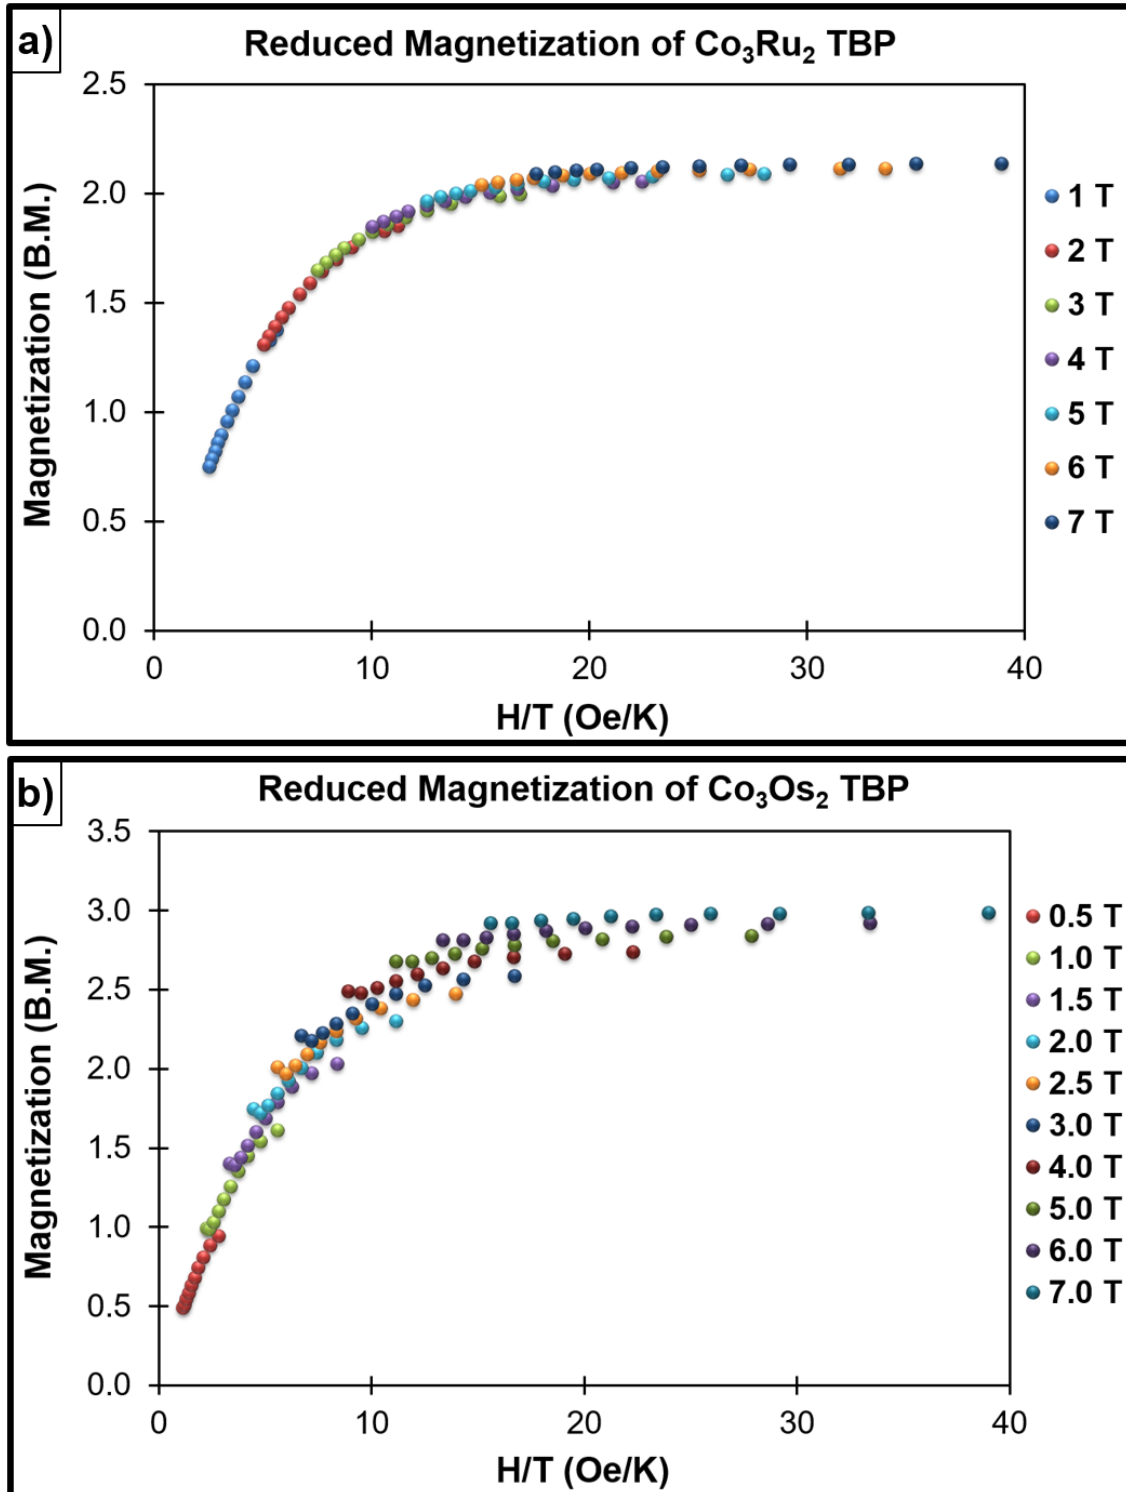 a)
Reduced Magnetization of Co₃Ru₂ TBP
2.5
2.0
1.5
1.0
0.5
0.0
Magnetization (B.M.)
0 10 20 30 40
H/T (Oe/K)
1 T
2 T
3 T
4 T
5 T
6 T
7 T
b)
Reduced Magnetization of Co₃Os₂ TBP
3.5
3.0
2.5
2.0
1.5
1.0
0.5
0.0
Magnetization (B.M.)
0 10 20 30 40
H/T (Oe/K)
0.5 T
1.0 T
1.5 T
2.0 T
2.5 T
3.0 T
4.0 T
5.0 T
6.0 T
7.0 T